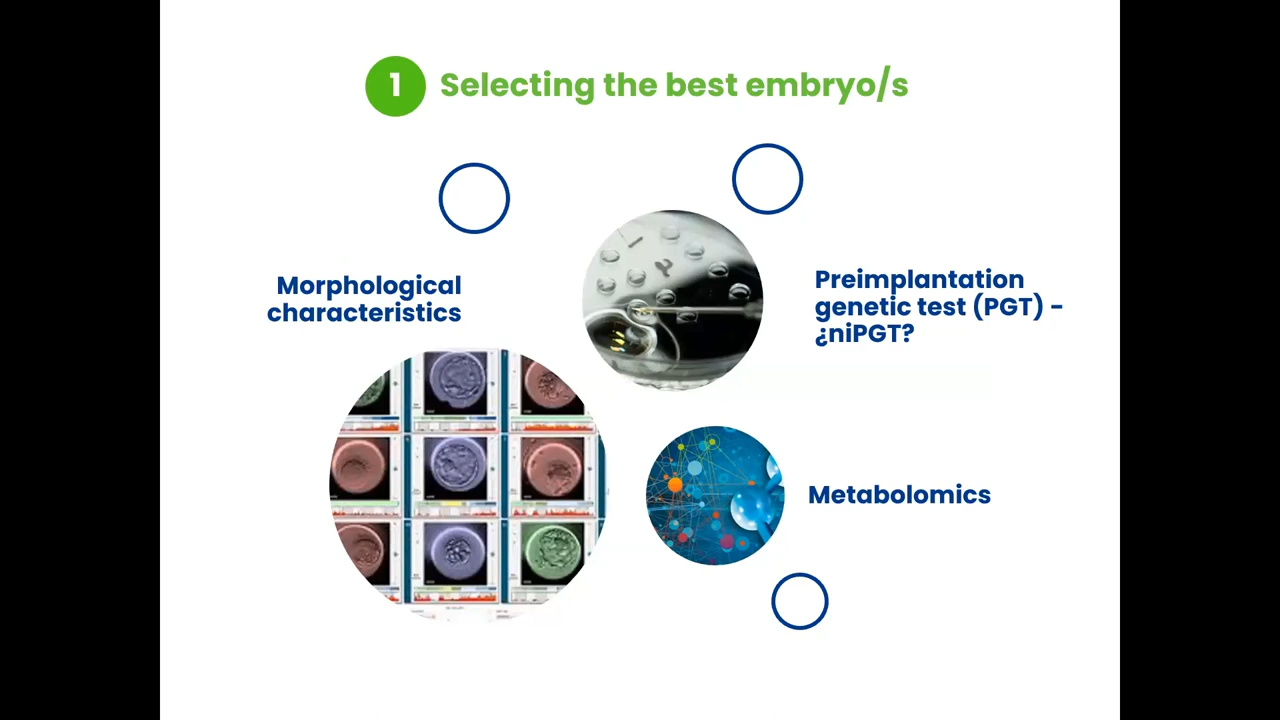 1 Selecting the best embryo/s
Morphological
characteristics
Preimplantation
genetic test (PGT) -
¿niPGT?
Metabolomics